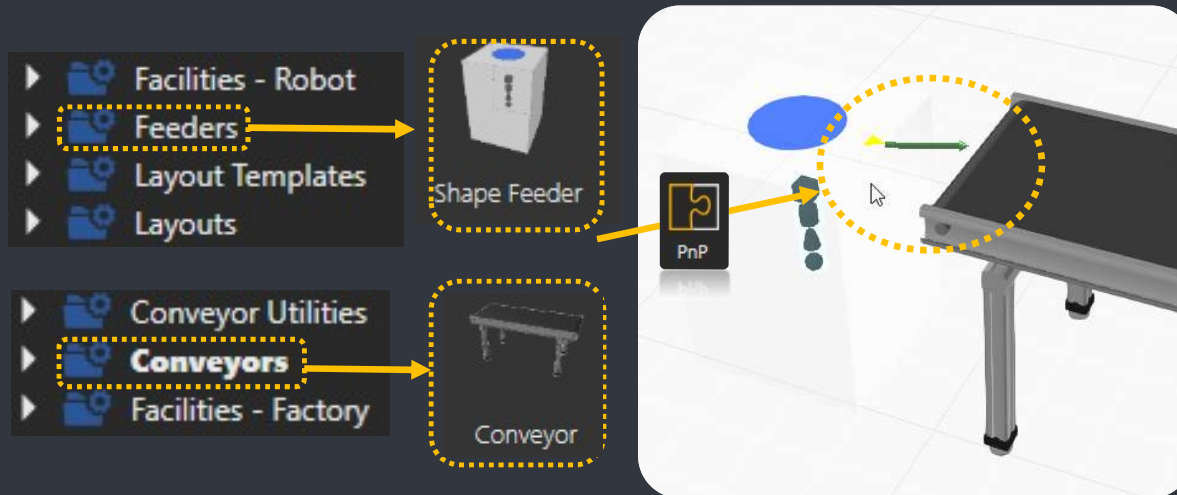 Facilities - Robot
Feeders
Layout Templates
Layouts
Shape Feeder
Conveyor Utilities
Conveyors
Facilities - Factory
Conveyor
PnP